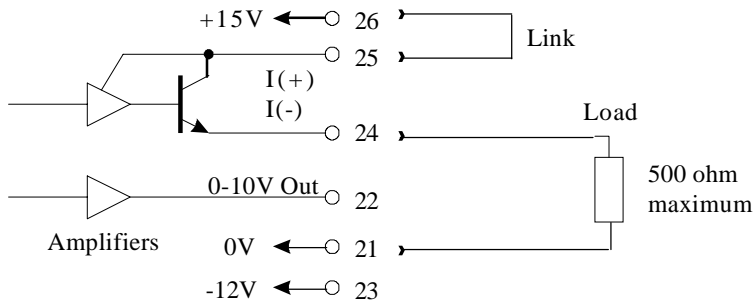 +15V 26
25 Link
I(+)
I(-)
24 Load
0-10V Out 22
500 ohm
maximum
Amplifiers
0V 21
-12V 23